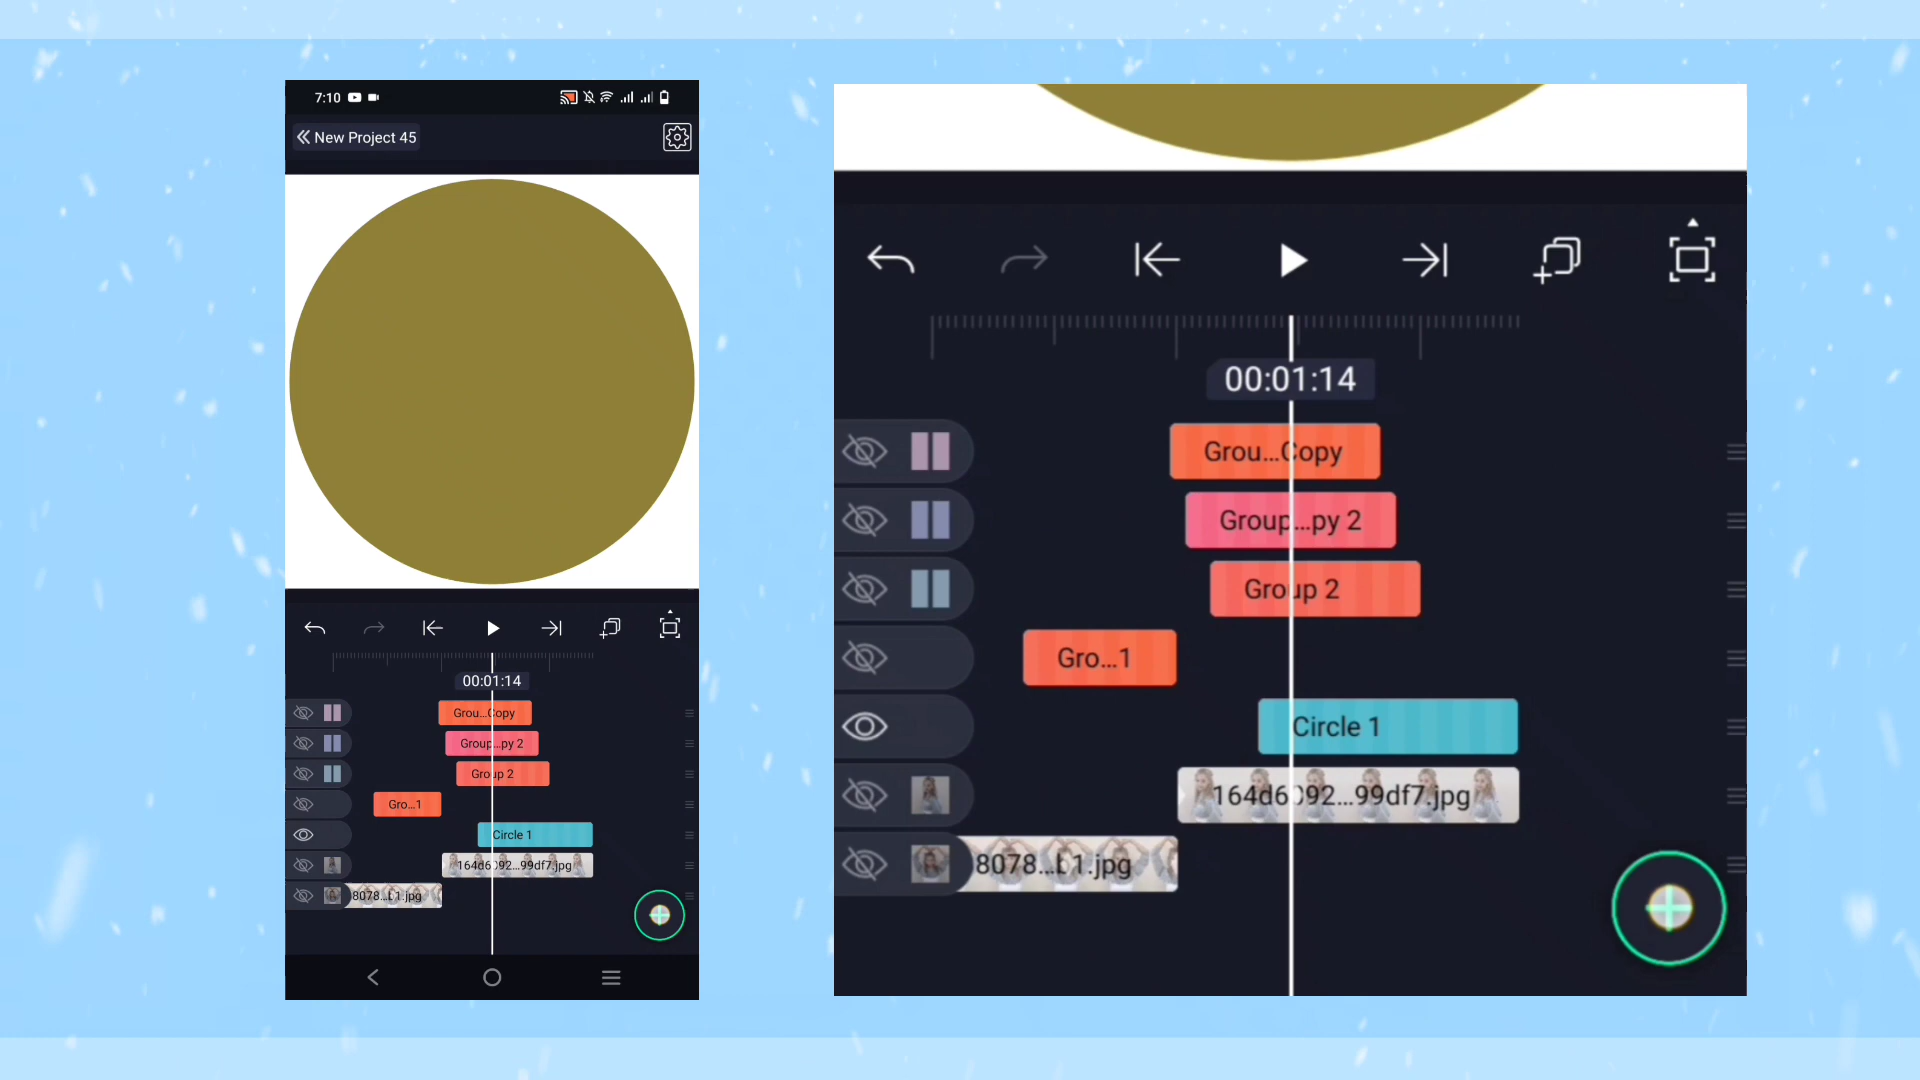 7:10
New Project 45
00:01:14
Grou...Copy
Group...py 2
Group 2
Gro...1
Circle 1
164d6092...99df7.jpg
8078...1.jpg
00:01:14
Grou...Copy
Group...py 2
Group 2
Gro...1
Circle 1
164d6092...99df7.jpg
8078...1.jpg